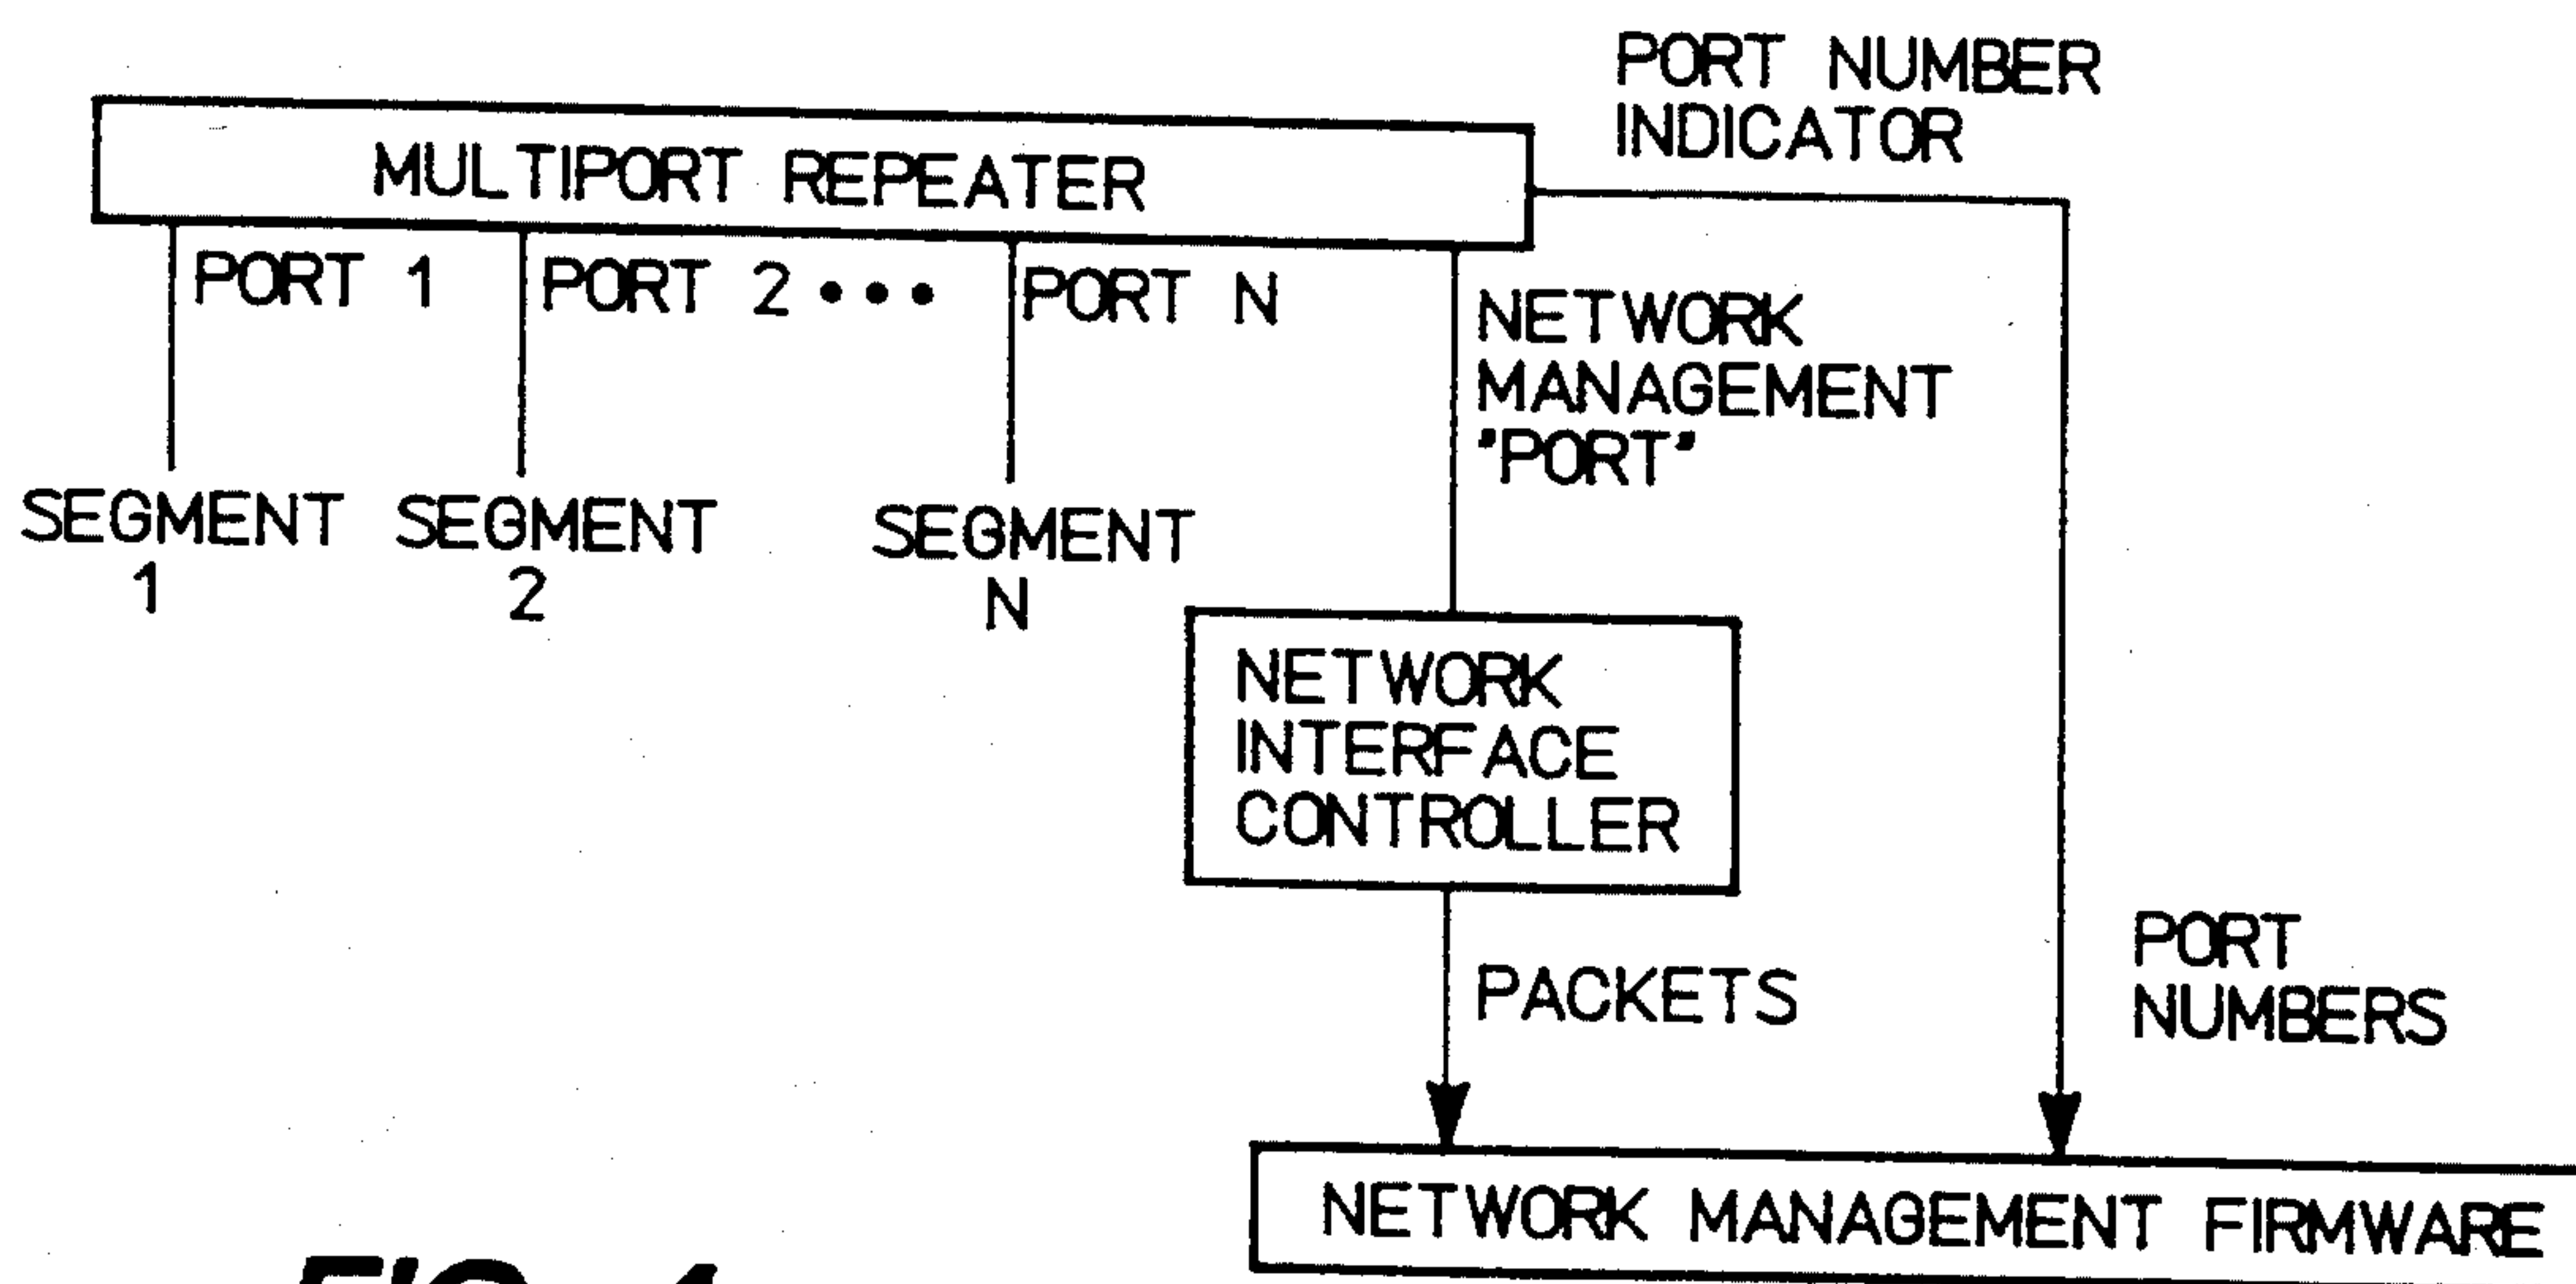 PORT NUMBER
INDICATOR
MULTIPORT REPEATER
PORT 1
PORT 2 • • •
PORT N
NETWORK
MANAGEMENT
"PORT"
SEGMENT
1
SEGMENT
2
SEGMENT
N
NETWORK
INTERFACE
CONTROLLER
PACKETS
PORT
NUMBERS
NETWORK MANAGEMENT FIRMWARE